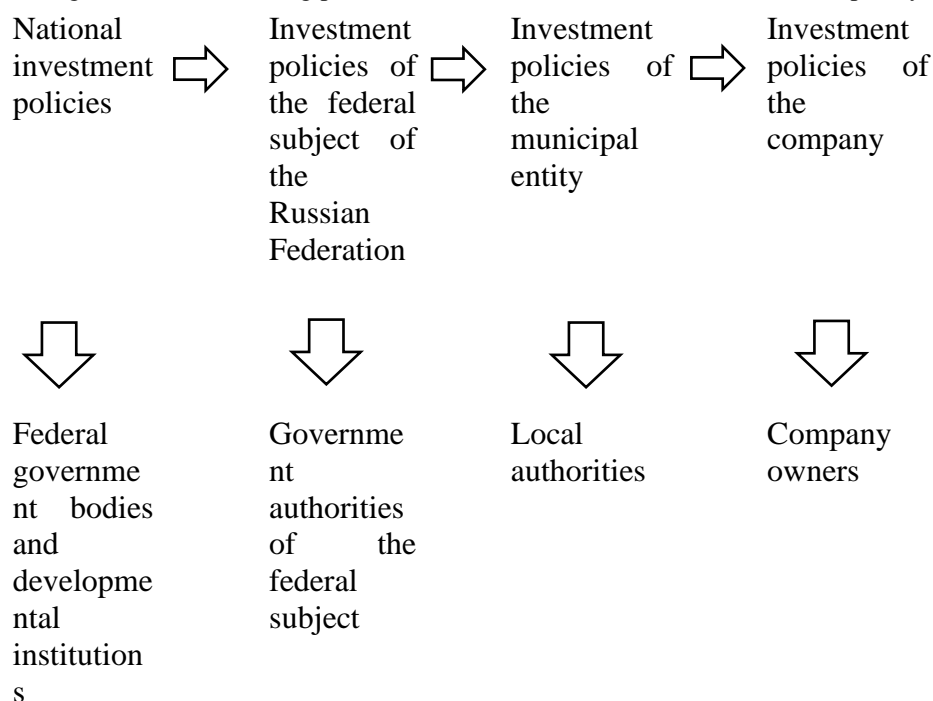 National
investment
policies
Investment
policies of
the federal
subject of
the
Russian
Federation
Investment
policies of
the
municipal
entity
Investment
policies of
the
company
Federal
governme
nt bodies
and
developme
ntal
institution
s
Governme
nt
authorities
of the
federal
subject
Local
authorities
Company
owners